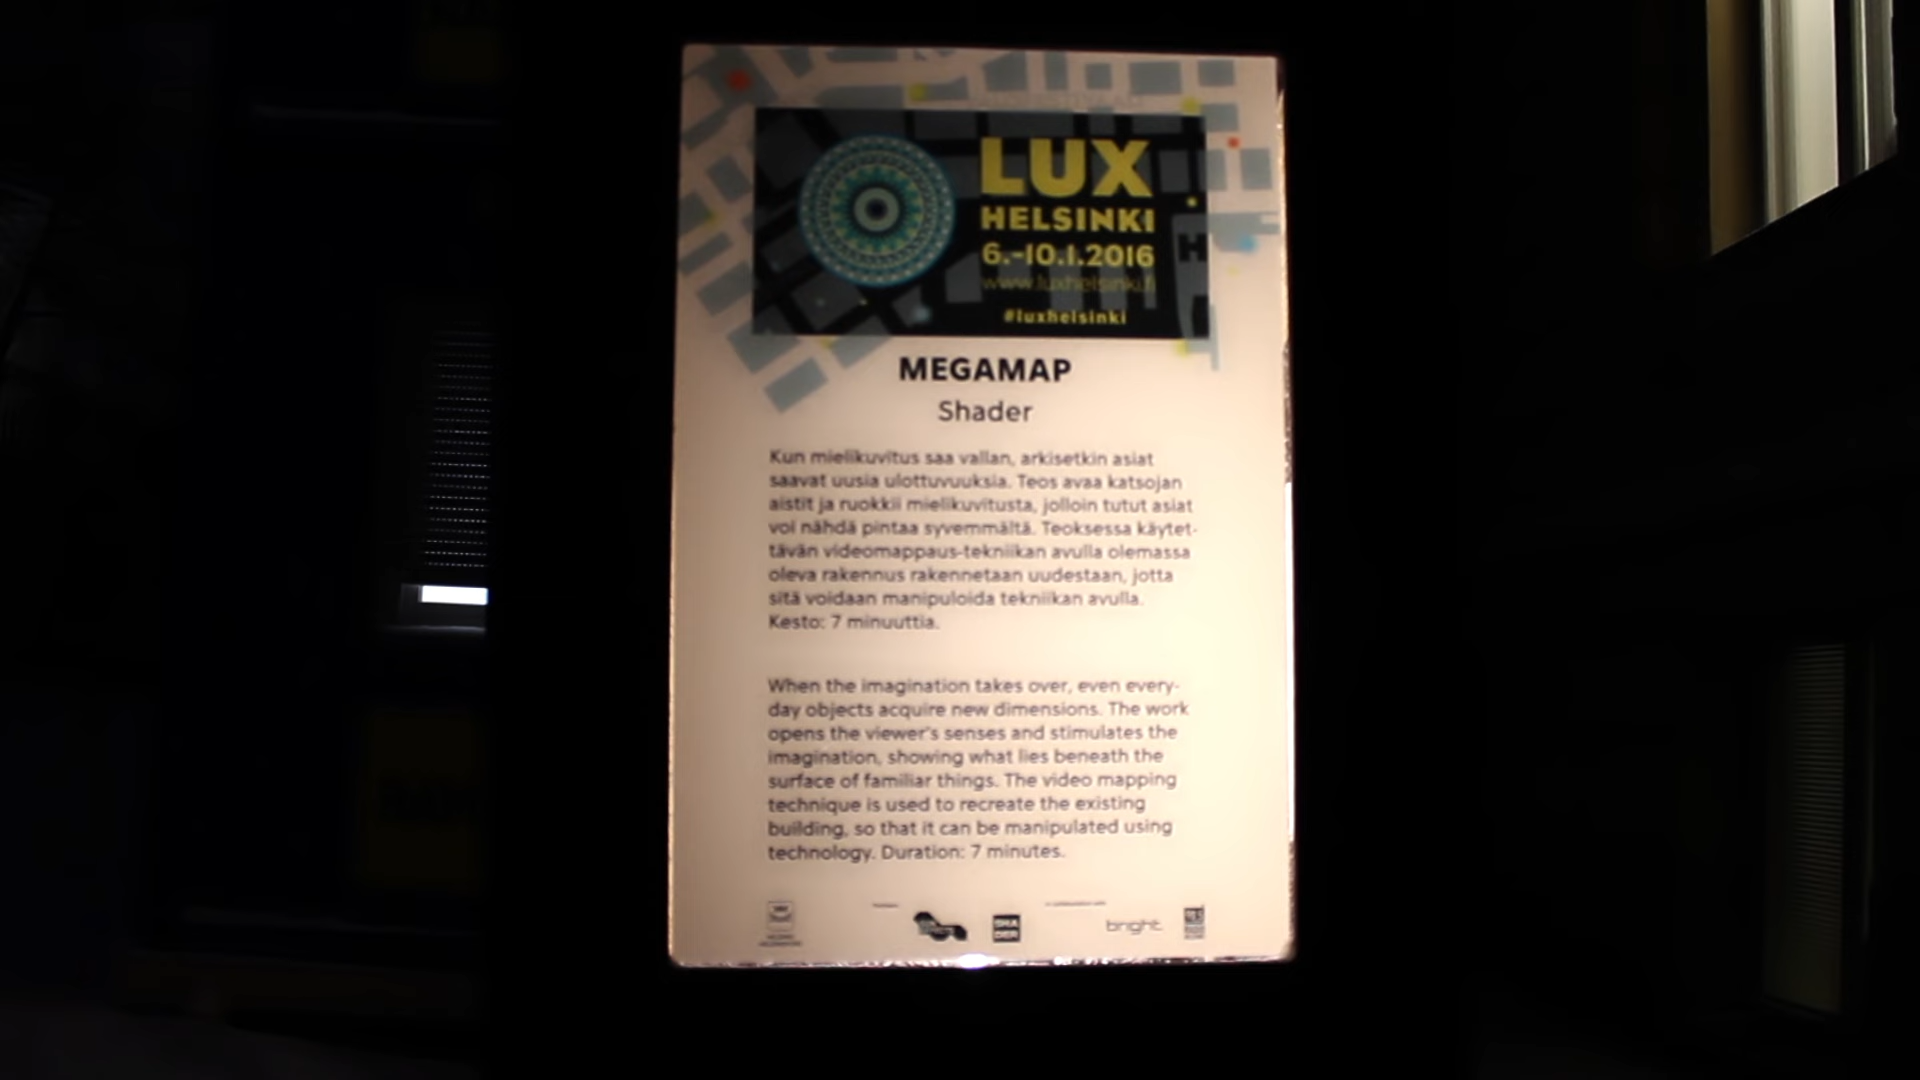 LUX
HELSINKI
6.-10.1.2016
www.luxhelsinki.fi
#luxhelsinki
MEGAMAP
Shader
Kun mielikuvitus saa vallan, arkisetkin asiat
saavat uusia ulottuvuuksia. Teos avaa katsojan
aistit ja ruokkii mielikuvitusta, jolloin tutut asiat
voi nähdä pintaa syvemmältä. Teoksessa käytet-
tävän videomappaus-tekniikan avulla olemassa
oleva rakennus rakennetaan uudestaan, jotta
sitä voidaan manipuloida tekniikan avulla.
Kesto: 7 minuuttia.
When the imagination takes over, even every-
day objects acquire new dimensions. The work
opens the viewer's senses and stimulates the
imagination, showing what lies beneath the
surface of familiar things. The video mapping
technique is used to recreate the existing
building, so that it can be manipulated using
technology. Duration: 7 minutes.
SHA
DER
bright